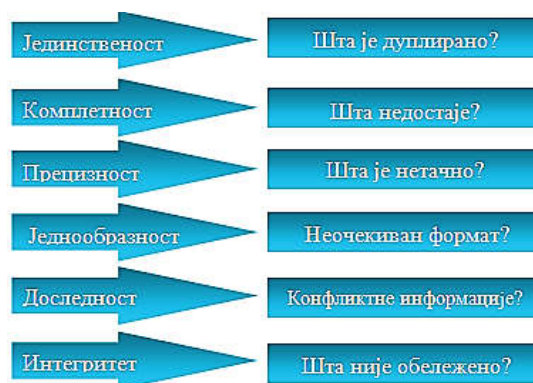 Јединственост
Шта је дуплирано?
Комплетност
Шта недостаје?
Прецизност
Шта је нетачно?
Једнообразност
Неочекиван формат?
Доследност
Конфликтне информације?
Интегритет
Шта није обележено?